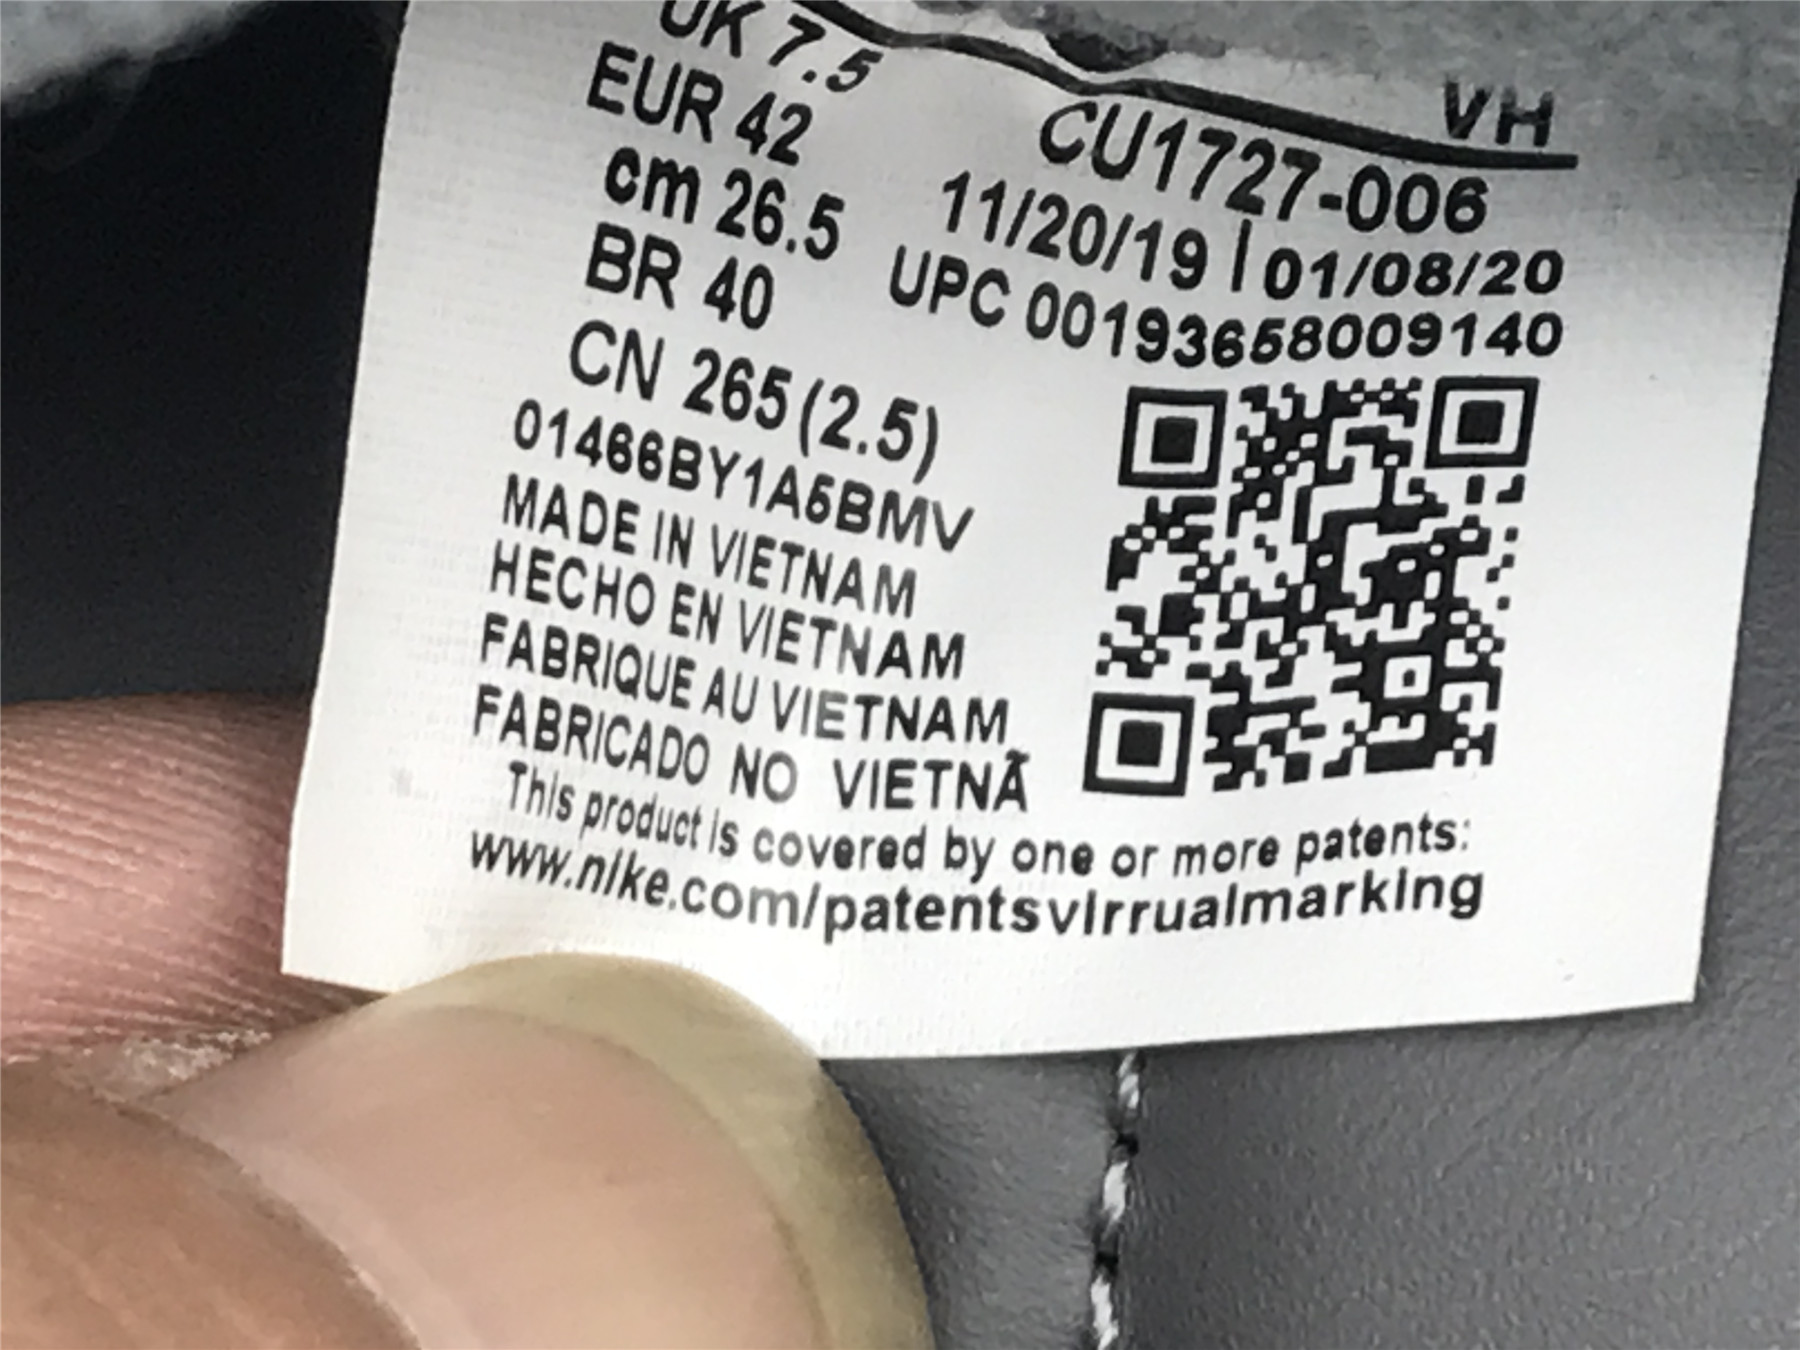 UK 7.5
EUR 42
cm 26.5
BR 40
CN 265(2.5)
01466BY1A5BMV
MADE IN VIETNAM
HECHO EN VIETNAM
FABRIQUE AU VIETNAM
FABRICADO NO VIETNÃ
VH
CU1727-006
11/20/19 | 01/08/20
UPC 00193658009140
This product is covered by one or more patents:
www.nike.com/patentsvirrualmarking